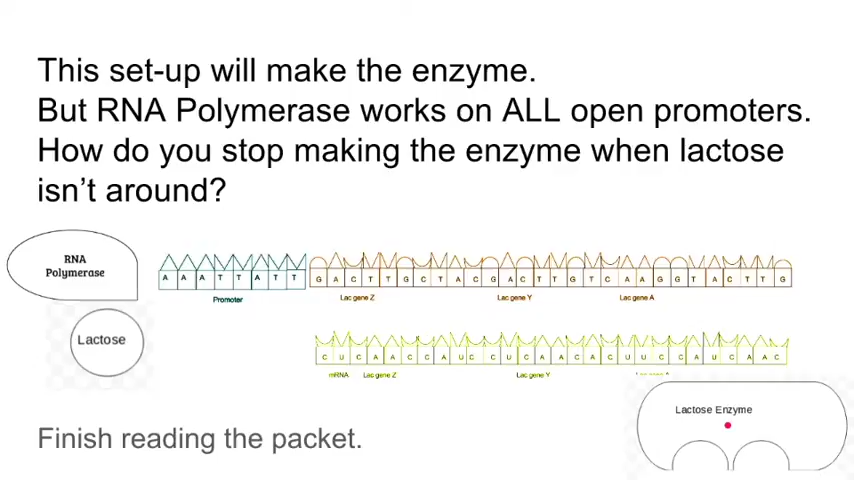 This set-up will make the enzyme.
But RNA Polymerase works on ALL open promoters.
How do you stop making the enzyme when lactose
isn't around?
RNA
Polymerase
A A A T T A T T G A C T T G C T A C G A C T T G T C A A G G T A C T T G
Promoter Lac gene Z Lac gene Y Lac gene A
Lactose
C U C A A C C A U C C U C A A C A C U U C C A U C A A C
mRNA Lac gene Z Lac gene Y
Lactose Enzyme
Finish reading the packet.